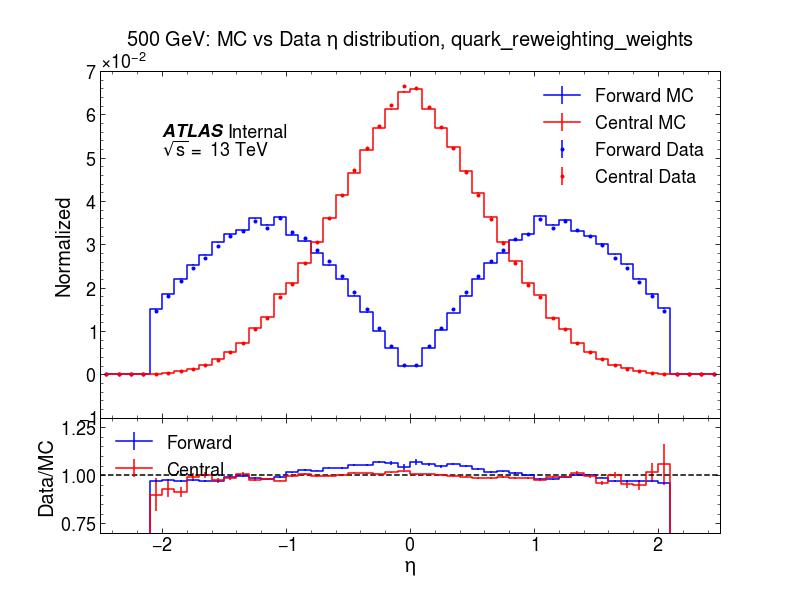 500 GeV: MC vs Data η distribution, quark_reweighting_weights
×10⁻²
7
6
5
4
3
2
1
0
−1
Normalized
ATLAS Internal
√s = 13 TeV
Forward MC
Central MC
Forward Data
Central Data
1.25
1.00
0.75
Data/MC
Forward
Central
−2 −1 0 1 2
η